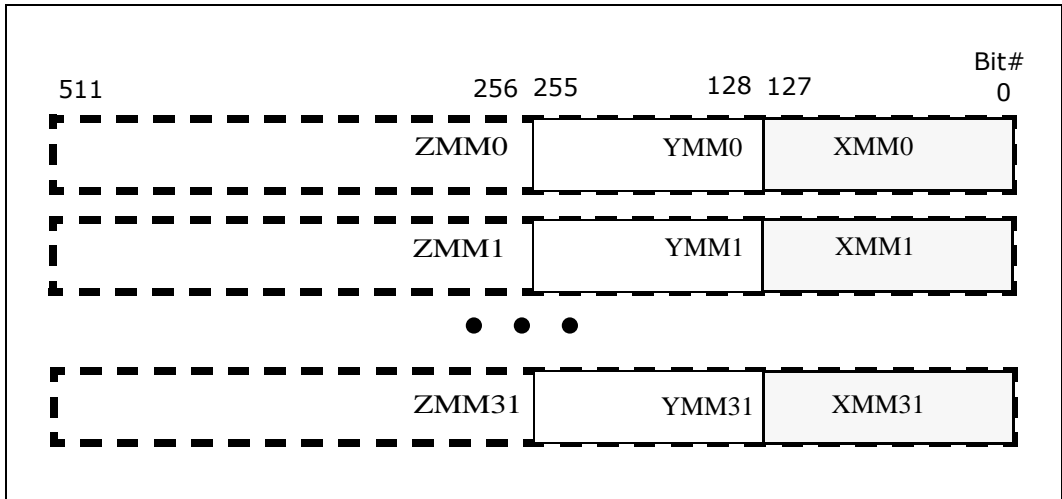 Bit#
511 256 255 128 127 0
ZMM0 YMM0 XMM0
ZMM1 YMM1 XMM1
• • •
ZMM31 YMM31 XMM31